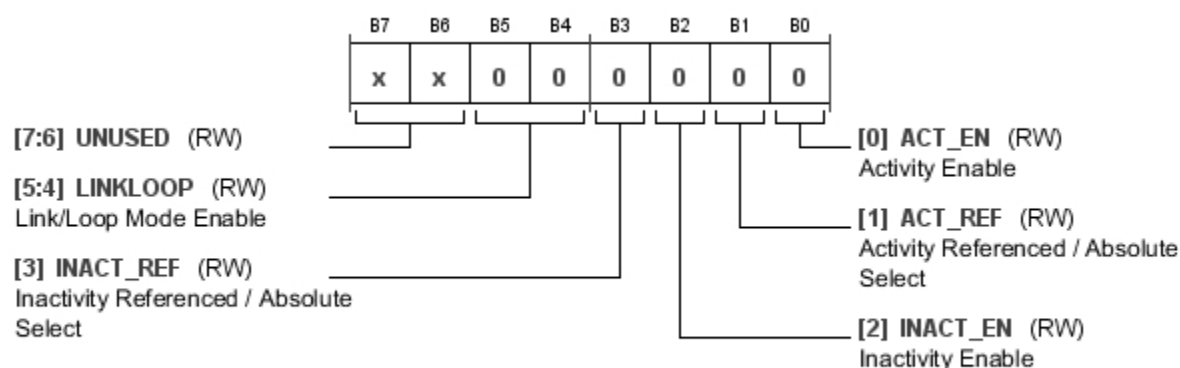 B7 B6 B5 B4 B3 B2 B1 B0
x x 0 0 0 0 0 0
[7:6] UNUSED (RW)
[5:4] LINKLOOP (RW)
Link/Loop Mode Enable
[3] INACT_REF (RW)
Inactivity Referenced / Absolute
Select
[0] ACT_EN (RW)
Activity Enable
[1] ACT_REF (RW)
Activity Referenced / Absolute
Select
[2] INACT_EN (RW)
Inactivity Enable